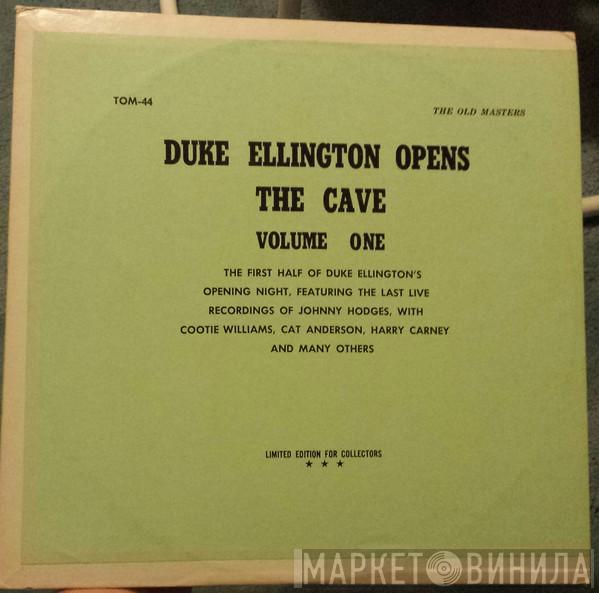 TOM-44
THE OLD MASTERS
DUKE ELLINGTON OPENS
THE CAVE
VOLUME ONE
THE FIRST HALF OF DUKE ELLINGTON'S
OPENING NIGHT, FEATURING THE LAST LIVE
RECORDINGS OF JOHNNY HODGES, WITH
COOTIE WILLIAMS, CAT ANDERSON, HARRY CARNEY
AND MANY OTHERS
LIMITED EDITION FOR COLLECTORS
★ ★ ★
МАРКЕТ ВИНИЛА